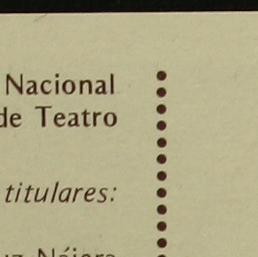 Nacional
de Teatro
titulares: